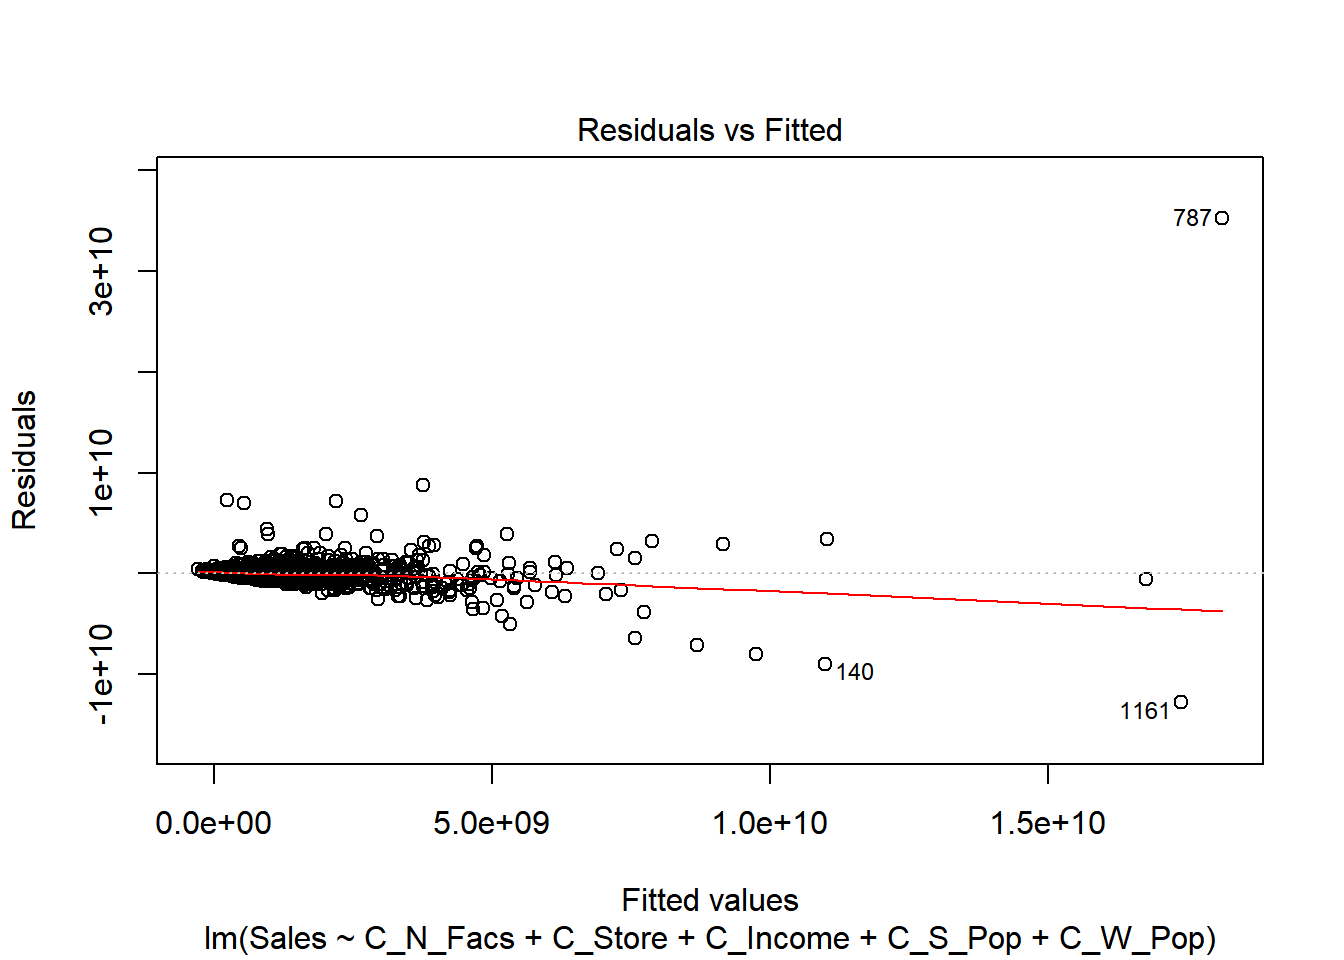 Residuals vs Fitted
787
3e+10
1e+10
Residuals
140
-1e+10
1161
0.0e+00 5.0e+09 1.0e+10 1.5e+10
Fitted values
lm(Sales ~ C_N_Facs + C_Store + C_Income + C_S_Pop + C_W_Pop)